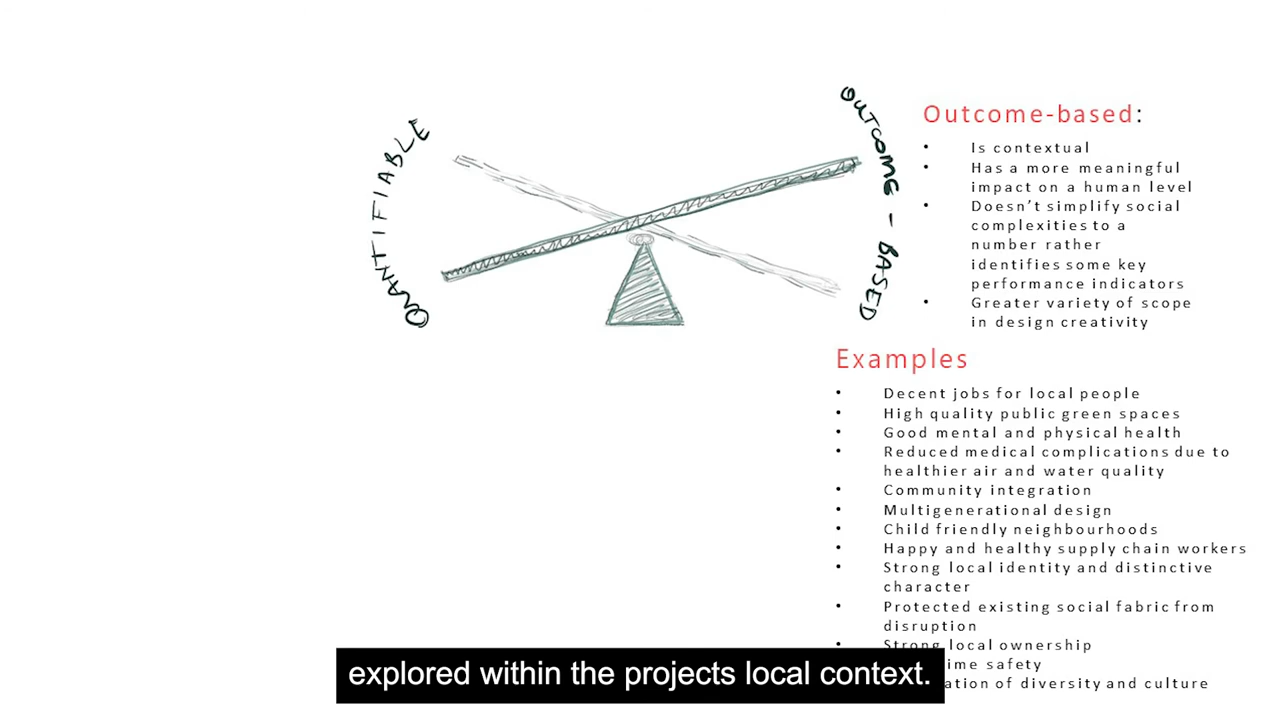 QUANTIFIABLE
OUTCOME - BASED
Outcome-based:
• Is contextual
• Has a more meaningful
impact on a human level
• Doesn't simplify social
complexities to a
number rather
identifies some key
performance indicators
• Greater variety of scope
in design creativity
Examples
• Decent jobs for local people
• High quality public green spaces
• Good mental and physical health
• Reduced medical complications due to
healthier air and water quality
• Community integration
• Multigenerational design
• Child friendly neighbourhoods
• Happy and healthy supply chain workers
• Strong local identity and distinctive
character
• Protected existing social fabric from
disruption
• Strong local ownership
safety
of diversity and culture
explored within the projects local context.